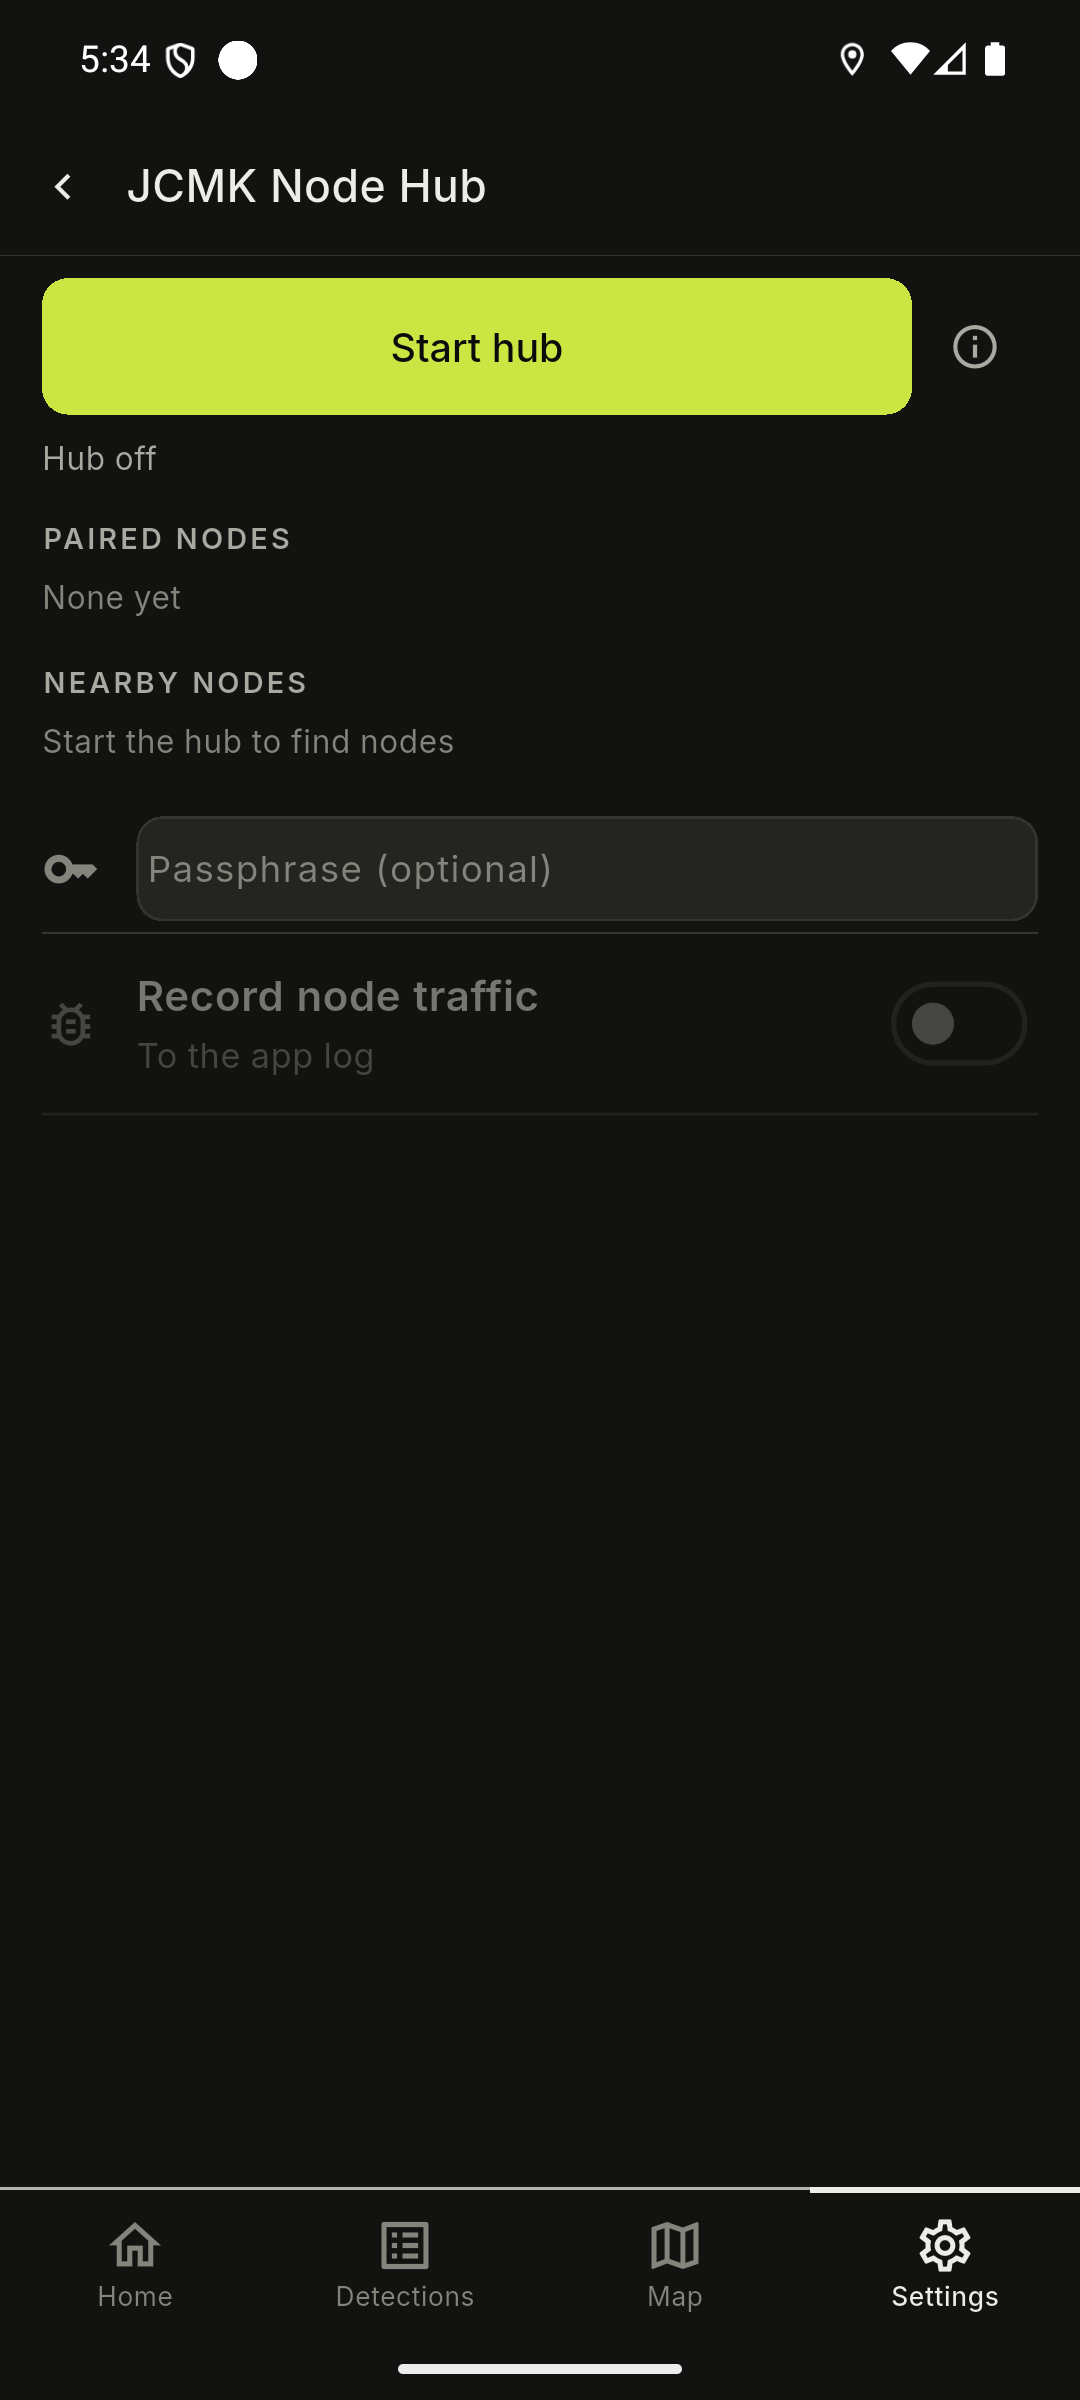 5:34
JCMK Node Hub
Start hub
Hub off
PAIRED NODES
None yet
NEARBY NODES
Start the hub to find nodes
Passphrase (optional)
Record node traffic
To the app log
Home
Detections
Map
Settings